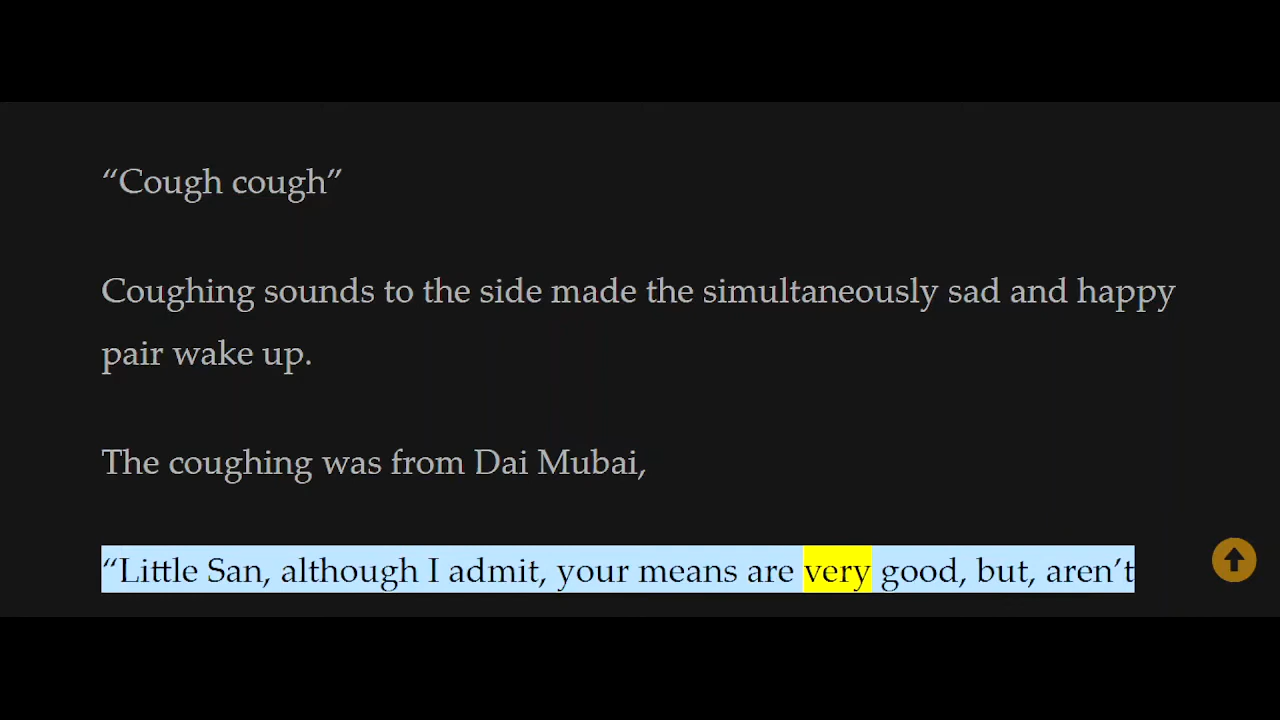 “Cough cough”
Coughing sounds to the side made the simultaneously sad and happy
pair wake up.
The coughing was from Dai Mubai,
“Little San, although I admit, your means are very good, but, aren’t